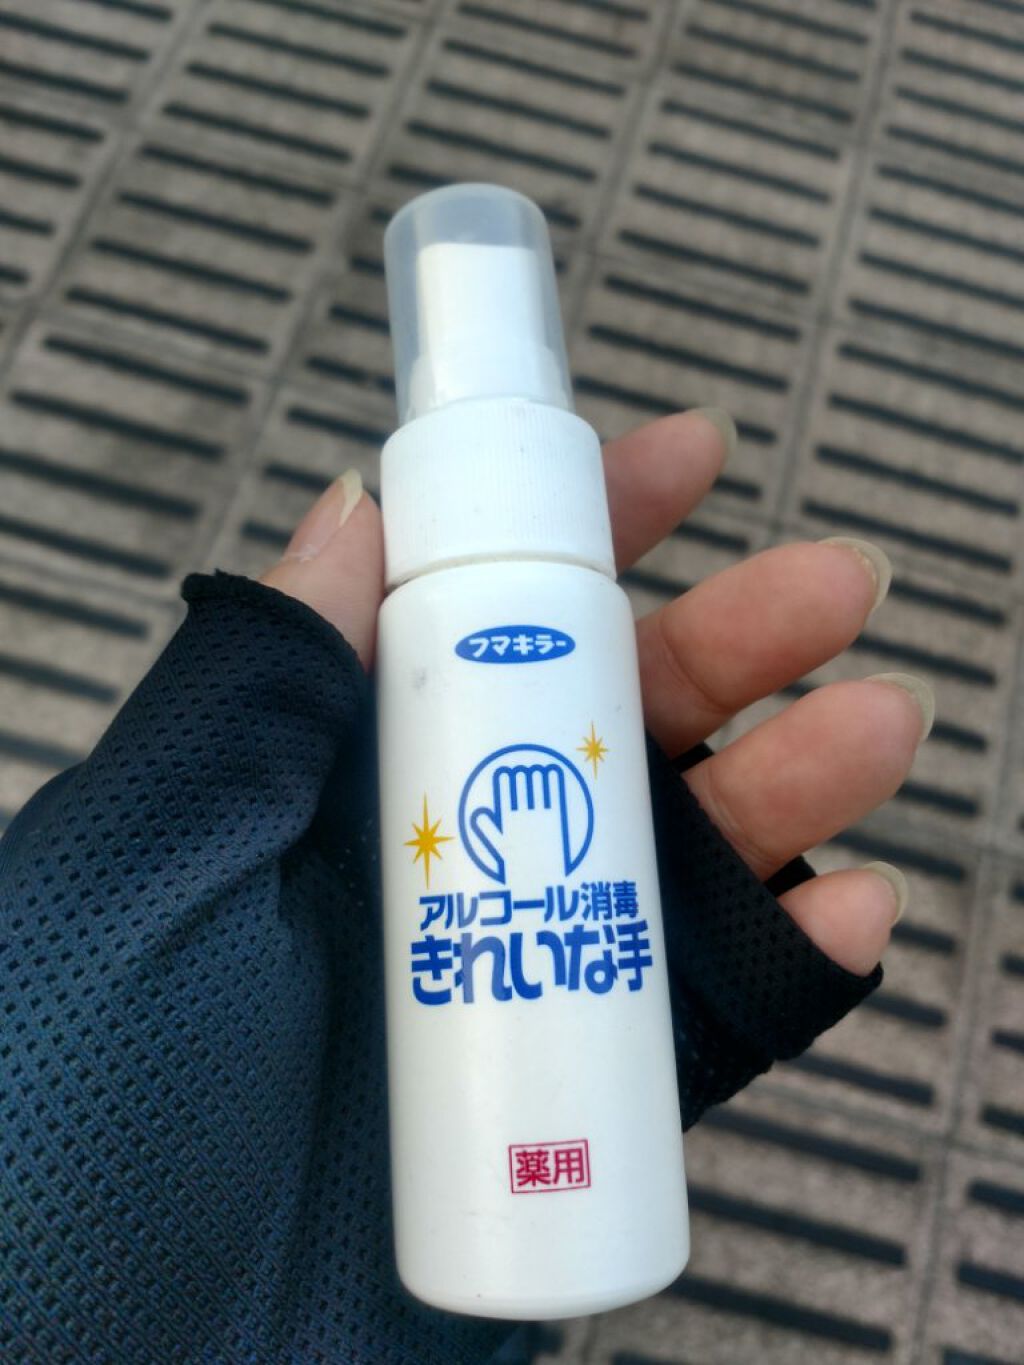 フマキラー
アルコール消毒
きれいな手
薬用